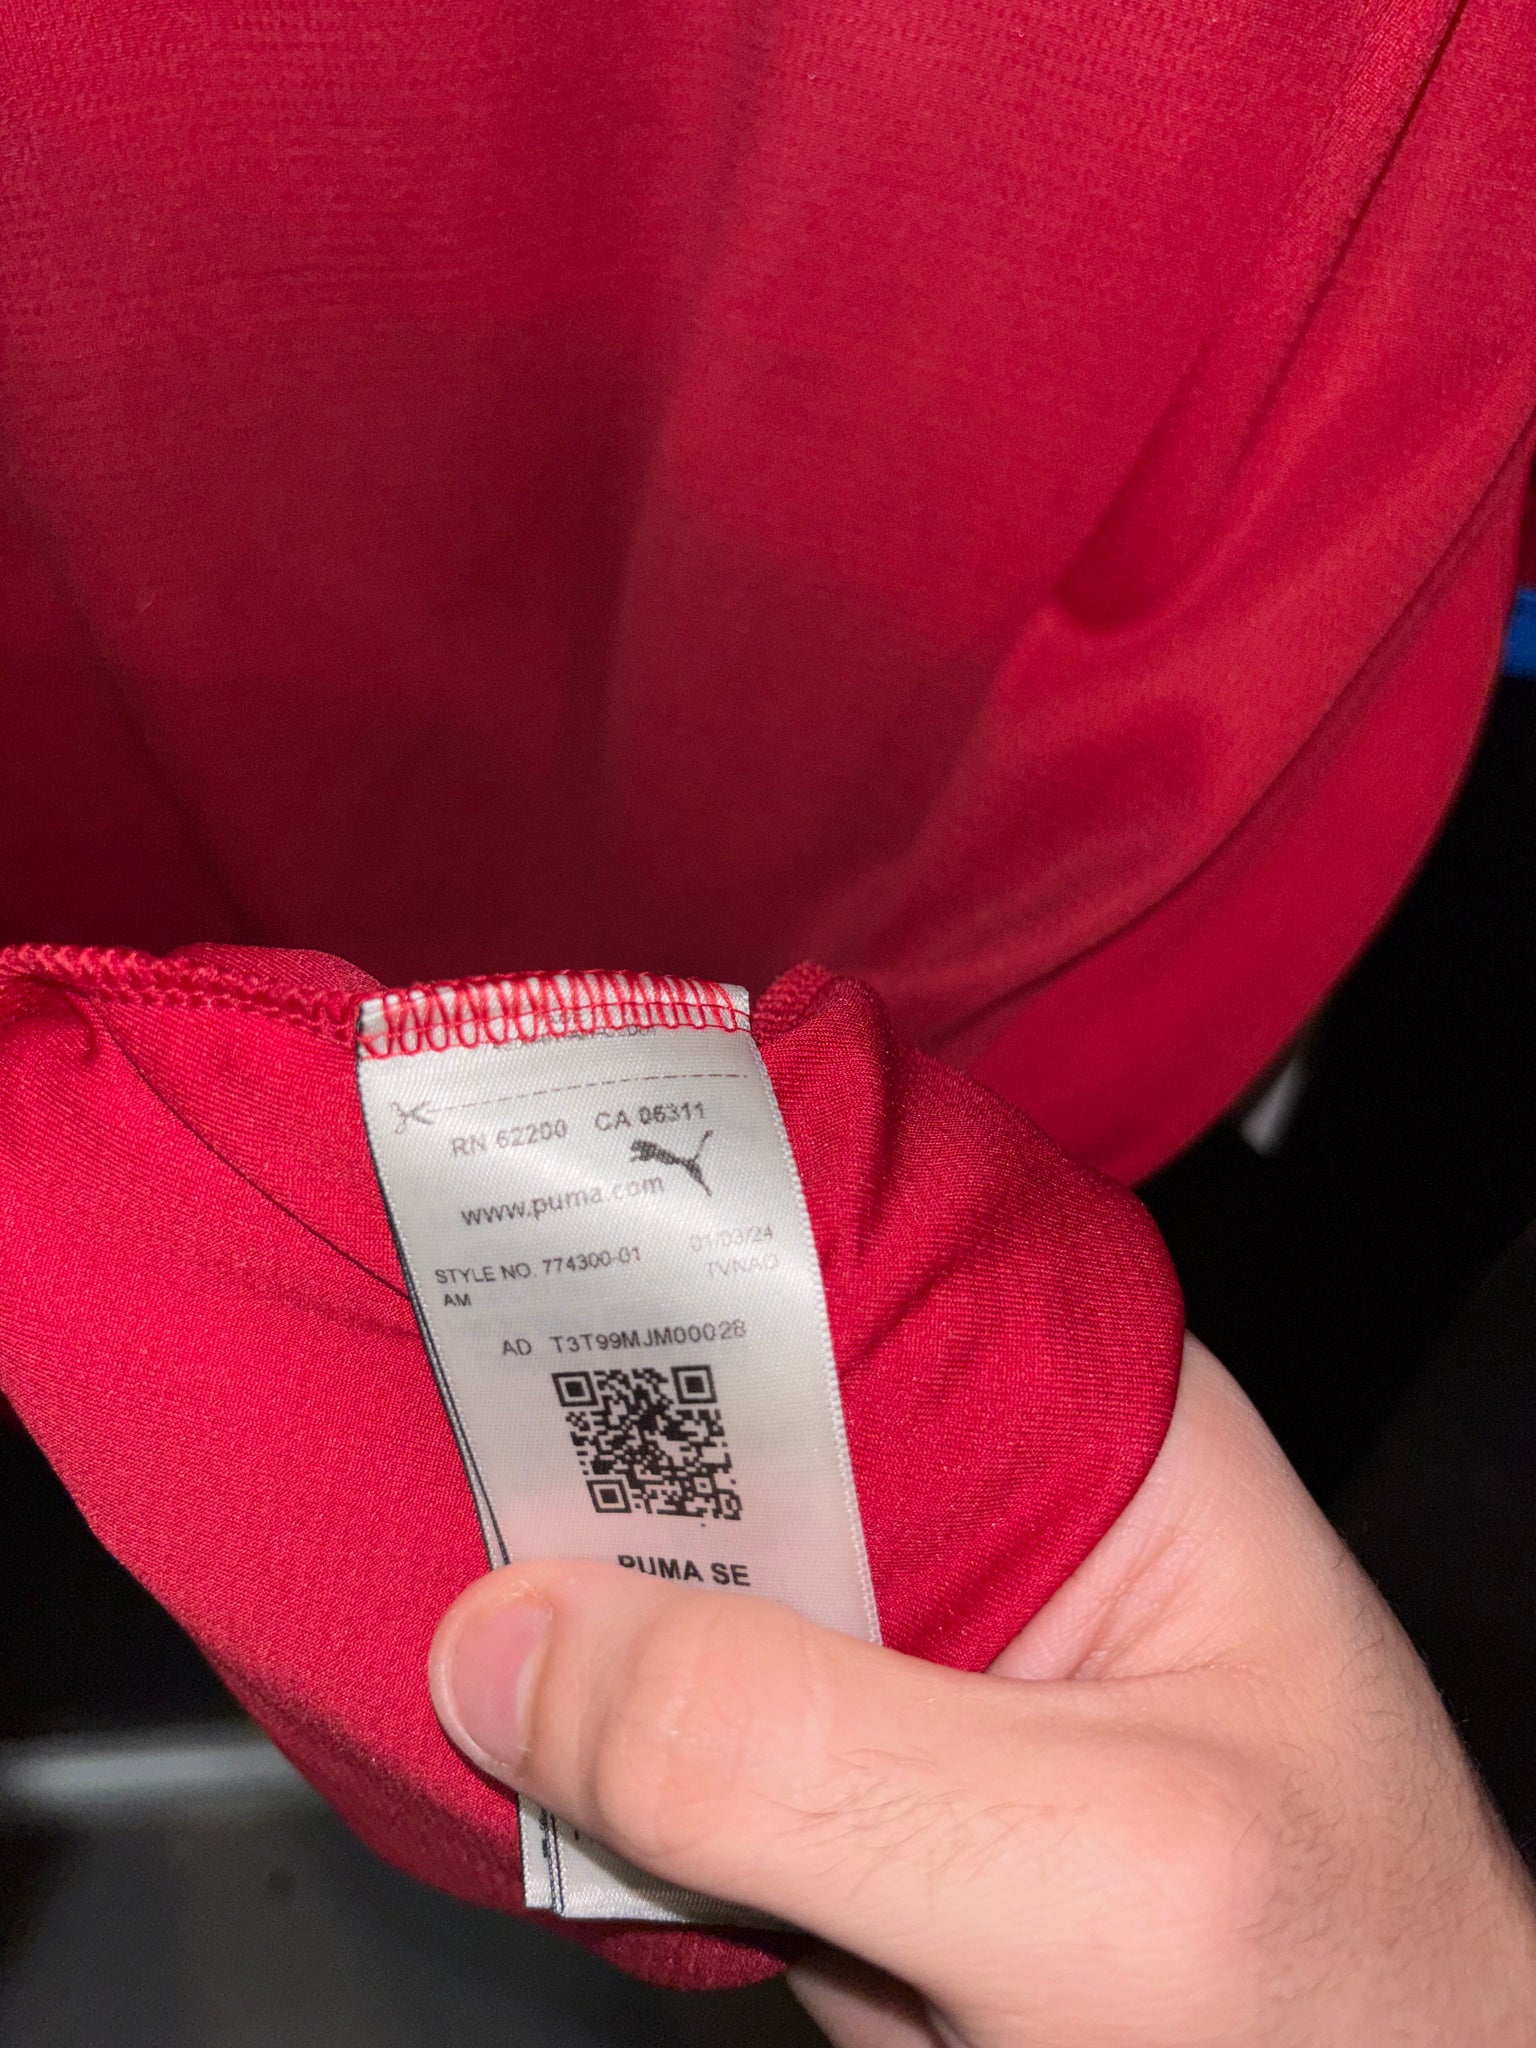 RN 62200 CA 06311
www.puma.com
STYLE NO. 774300-01 01/03/24
AM TVNAO
AD T3T99MJM00028
PUMA SE